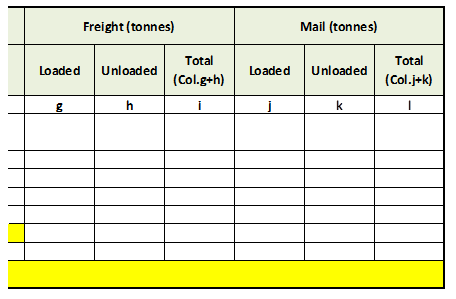 Freight (tonnes) Mail (tonnes)
Loaded Unloaded Total (Col.g+h) Loaded Unloaded Total (Col.j+k)
g h i j k l